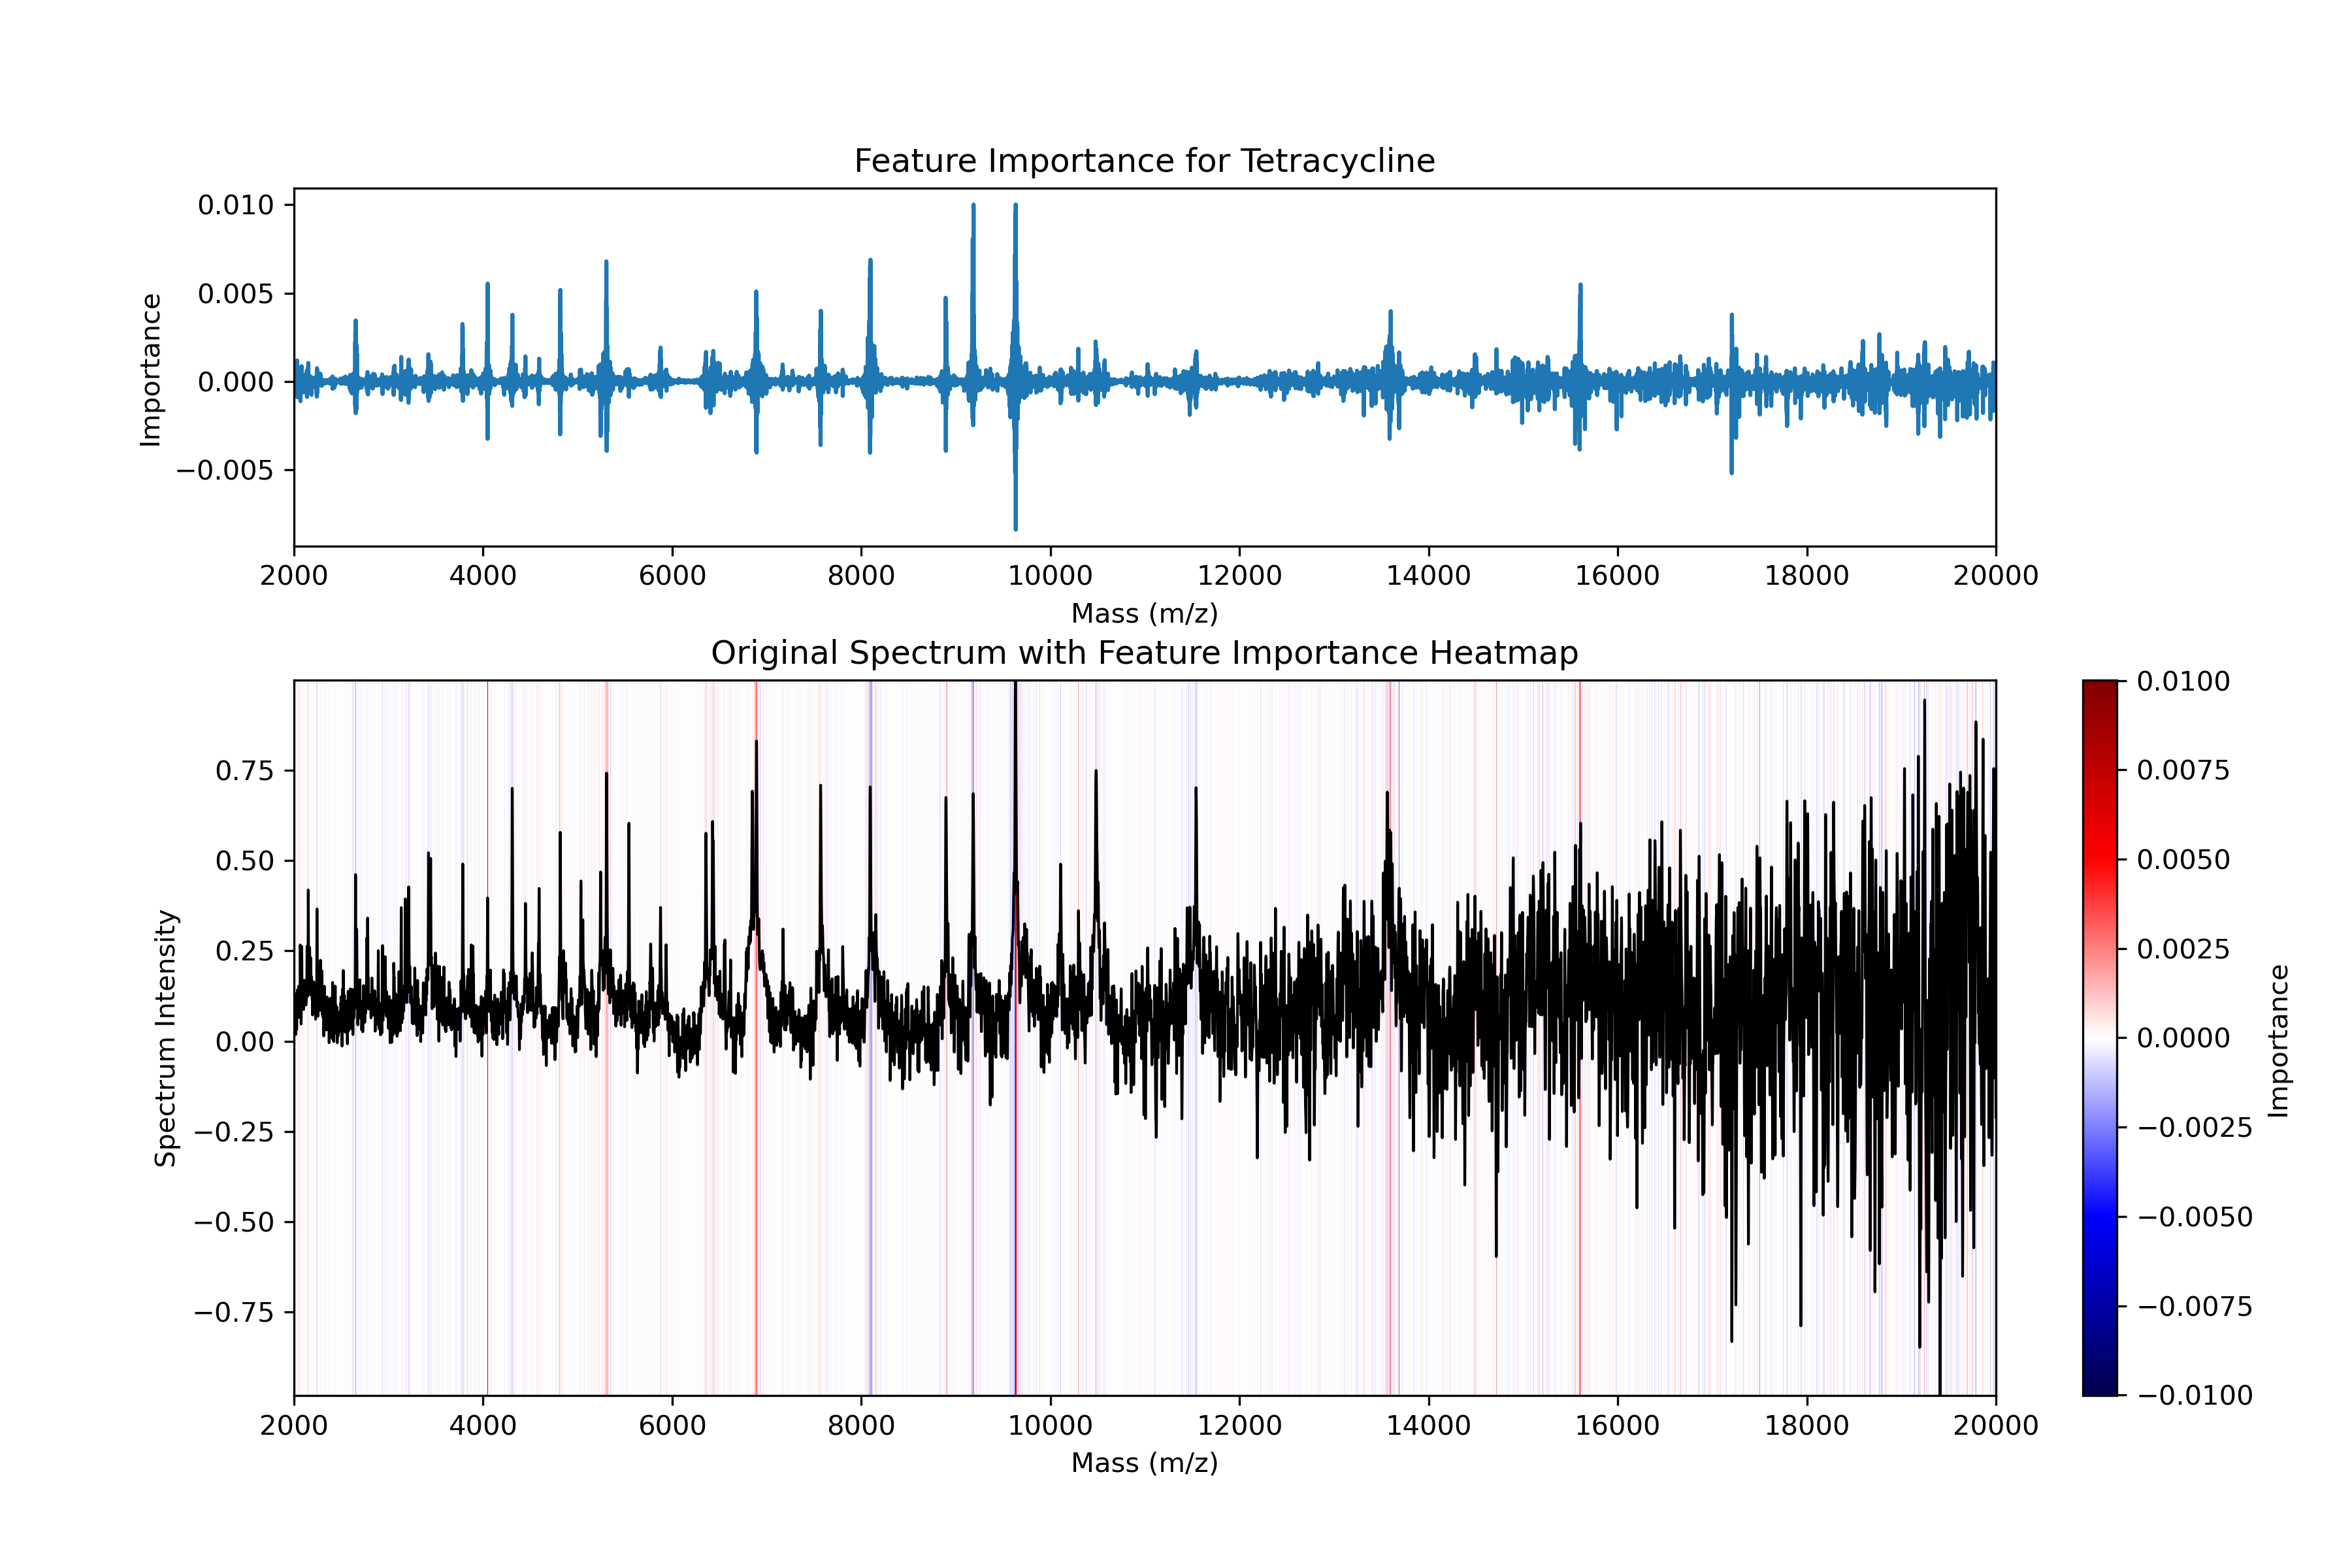 Feature Importance for Tetracycline
0.010
0.005
0.000
−0.005
Importance
2000 4000 6000 8000 10000 12000 14000 16000 18000 20000
Mass (m/z)
Original Spectrum with Feature Importance Heatmap
0.75
0.50
0.25
0.00
−0.25
−0.50
−0.75
Spectrum Intensity
2000 4000 6000 8000 10000 12000 14000 16000 18000 20000
Mass (m/z)
0.0100
0.0075
0.0050
0.0025
0.0000
−0.0025
−0.0050
−0.0075
−0.0100
Importance